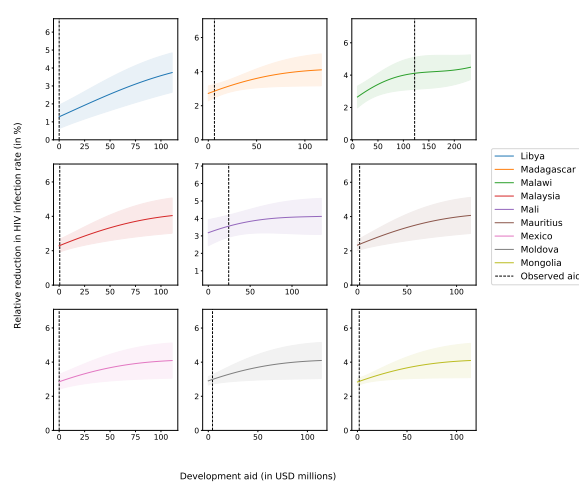 6
5
4
3
2
1
0
0 25 50 75 100
6
4
2
0
0 50 100
6
4
2
0
0 50 100 150 200
6
4
2
0
0 25 50 75 100
7
6
5
4
3
2
1
0 50 100
6
4
2
0
0 50 100
6
4
2
0
0 25 50 75 100
6
4
2
0
0 50 100
6
4
2
0
0 50 100
Relative reduction in HIV infection rate (in %)
Development aid (in USD millions)
Libya
Madagascar
Malawi
Malaysia
Mali
Mauritius
Mexico
Moldova
Mongolia
Observed aid